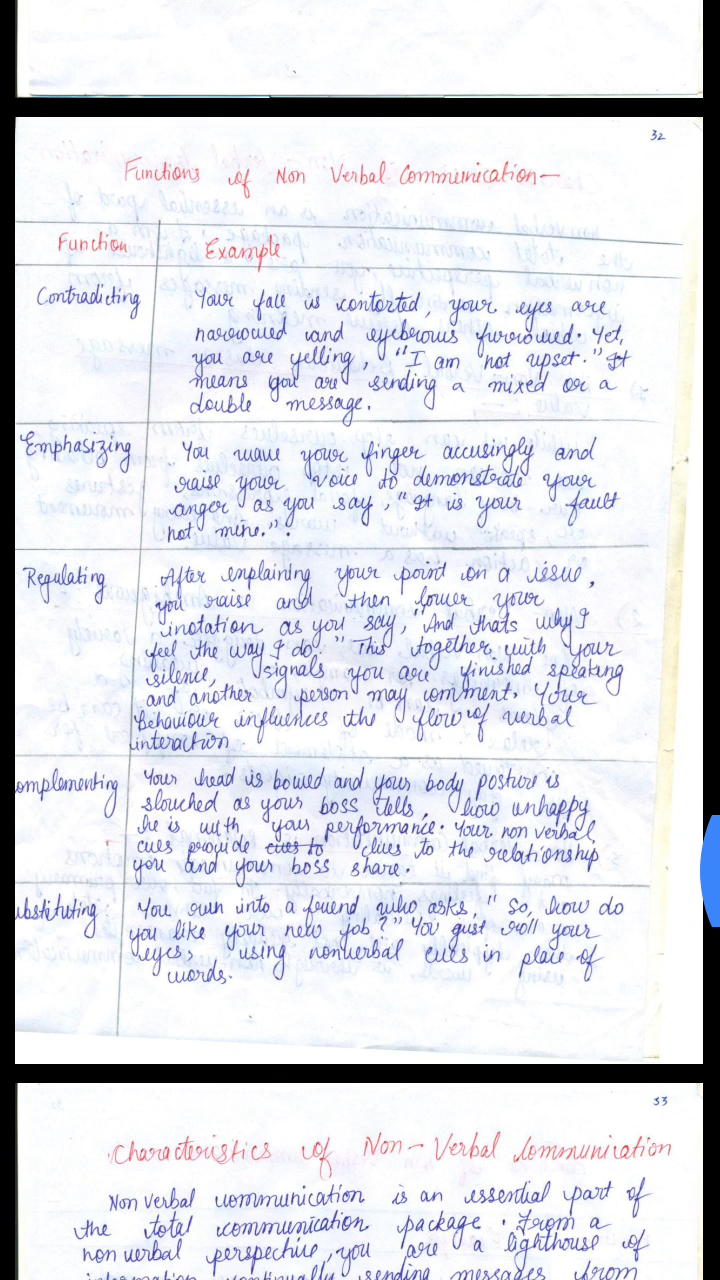 32
Functions of Non Verbal Communication—
Function Example
Contradicting Your face is contorted, your eyes are
narrowed and eyebrows furrowed. Yet,
you are yelling, "I am not upset." It
means you are sending a mixed or a
double message.
Emphasizing You wave your finger accusingly and
raise your voice to demonstrate your
anger as you say, "It is your fault
not mine.".
Regulating After explaining your point on a issue,
you raise and then lower your
inotation as you say, "And thats why I
feel the way I do." This together with your
silence, signals you are finished speaking
and another person may comment. Your
behaviour influences the flow of verbal
interaction
omplementing Your head is bowed and your body posture is
slouched as your boss tells, how unhappy
he is with your performance. Your non verbal
cues provide cues to clues to the relationship
you and your boss share.
ubstituting You run into a friend who asks, "So, how do
you like your new job?" You just roll your
eyes, using nonverbal cues in place of
words.
33
Characteristics of Non-Verbal Communication
Non verbal communication is an essential part of
the total communication package. From a
non verbal perspective, you are a lighthouse of
information continually sending messages from